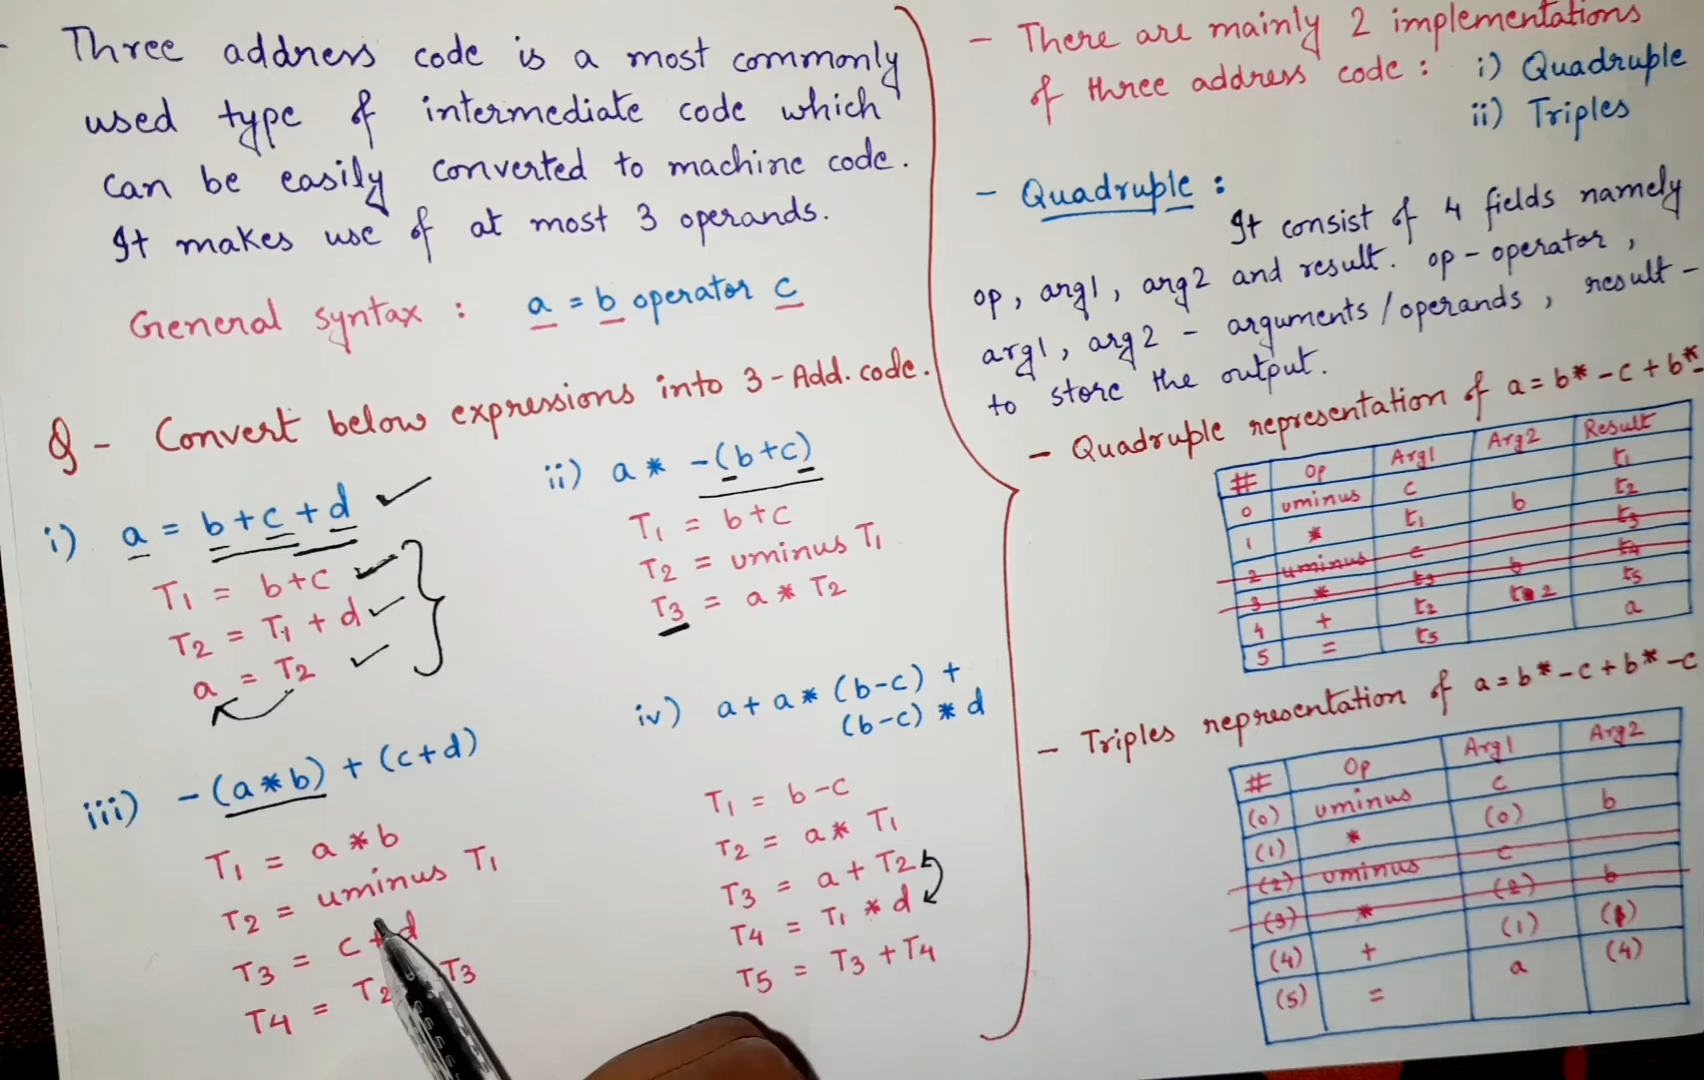 Three address code is a most commonly
used type of intermediate code which
can be easily converted to machine code.
It makes use of at most 3 operands.
General syntax : a = b operator c
Q - Convert below expressions into 3-Add. code.
i) a = b+c+d
T1 = b+c
T2 = T1 + d
a = T2
ii) a * -(b+c)
T1 = b+c
T2 = uminus T1
T3 = a * T2
iii) -(a*b) + (c+d)
T1 = a * b
T2 = uminus T1
T3 = c + d
T4 = T2 T3
iv) a + a * (b-c) +
(b-c) * d
T1 = b-c
T2 = a * T1
T3 = a + T2
T4 = T1 * d
T5 = T3 + T4
- There are mainly 2 implementations
of three address code : i) Quadruple
ii) Triples
- Quadruple :
It consist of 4 fields namely
op, arg1, arg2 and result. op - operator,
arg1, arg2 - arguments/operands, result -
to store the output.
- Quadruple representation of a = b* -c + b* -
# Op Arg1 Arg2 Result
0 uminus c t1
1 * t1 b t2
2 uminus c t3
3 * t3 b t4
4 + t2 t2 t5
5 = t5 a
- Triples representation of a = b* -c + b* -c
# Op Arg1 Arg2
(0) uminus c
(1) * (0) b
(2) uminus c
(3) * (2) b
(4) + (1) (1)
(5) = a (4)